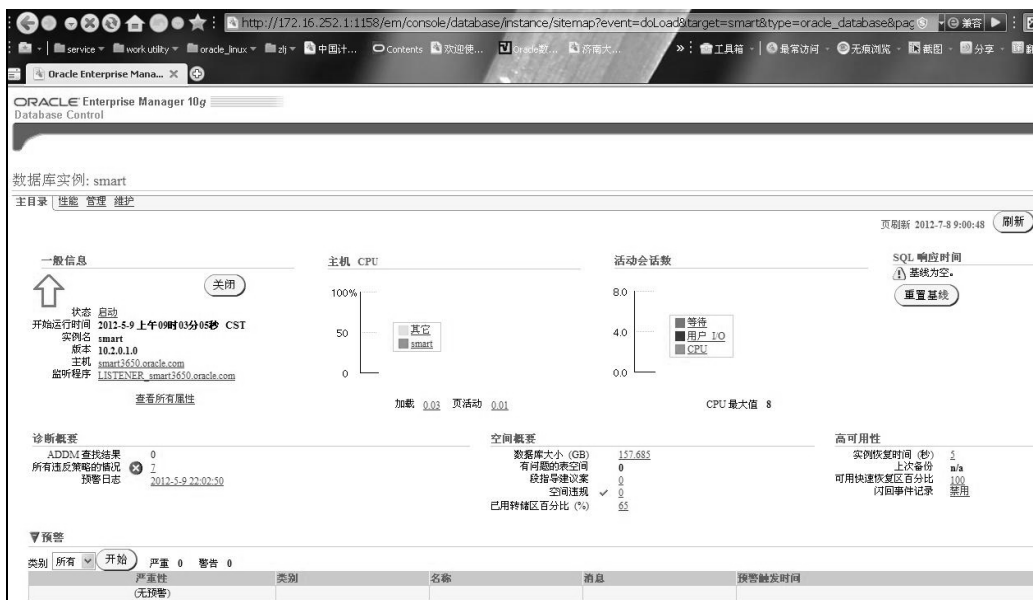 http://172.16.252.1:1158/em/console/database/instance/sitemap?event=doLoad&target=smart&type=oracle_database&pag
兼容
service work utility oracle_linux zlj 中国计... Contents 欢迎使... Oracle数... 济南大... » 工具箱 最常访问 无痕浏览 截图 分享
Oracle Enterprise Mana...
ORACLE Enterprise Manager 10g
Database Control
数据库实例: smart
主目录 性能 管理 维护
页刷新 2012-7-8 9:00:48 刷新
一般信息
关闭
状态 启动
开始运行时间 2012-5-9 上午09时03分05秒 CST
实例名 smart
版本 10.2.0.1.0
主机 smart3650.oracle.com
监听程序 LISTENER_smart3650.oracle.com
查看所有属性
主机 CPU
100%
50
0
其它
smart
加载 0.03 页活动 0.01
活动会话数
8.0
4.0
0.0
等待
用户 I/O
CPU
CPU 最大值 8
SQL 响应时间
基线为空。
重置基线
诊断概要
ADDM 查找结果 0
所有违反策略的情况 7
预警日志 2012-5-9 22:02:50
空间概要
数据库大小 (GB) 157.685
有问题的表空间 0
段指导建议案 0
空间违规 0
已用转储区百分比 (%) 65
高可用性
实例恢复时间 (秒) 5
上次备份 n/a
可用快速恢复区百分比 100
闪回事件记录 禁用
▼预警
类别 所有 开始 严重 0 警告 0
严重性 类别 名称 消息 预警触发时间
(无预警)